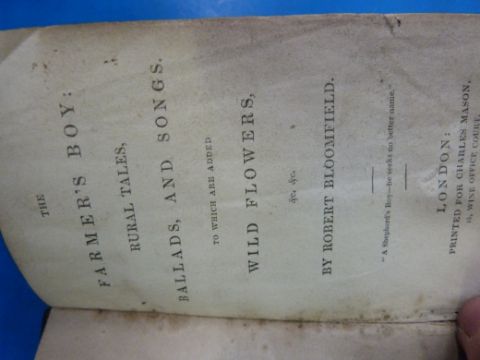 THE
FARMER'S BOY:
RURAL TALES,
BALLADS, AND SONGS.
TO WHICH ARE ADDED
WILD FLOWERS,
&c. &c.
BY ROBERT BLOOMFIELD.
"A Shepherd's Boy—he seeks no better name."
LONDON:
PRINTED FOR CHARLES MASON,
WINE OFFICE COURT,